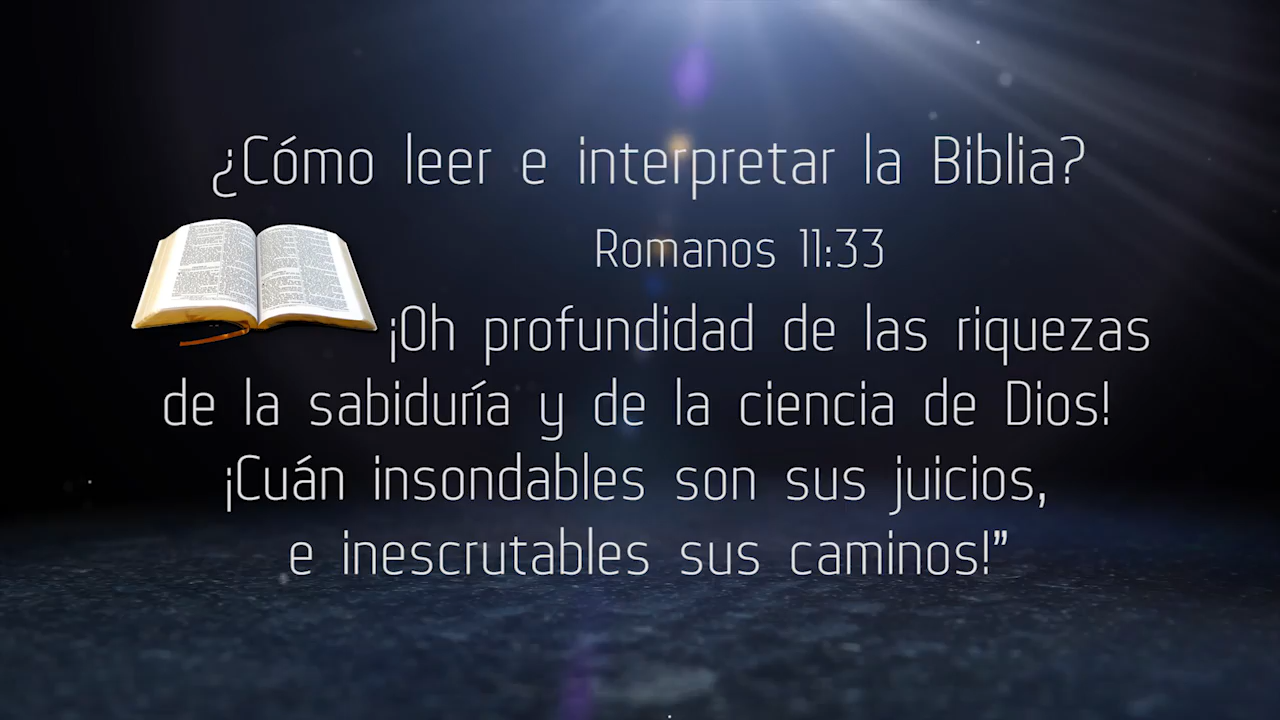 ¿Cómo leer e interpretar la Biblia?
Romanos 11:33
¡Oh profundidad de las riquezas
de la sabiduría y de la ciencia de Dios!
¡Cuán insondables son sus juicios,
e inescrutables sus caminos!”